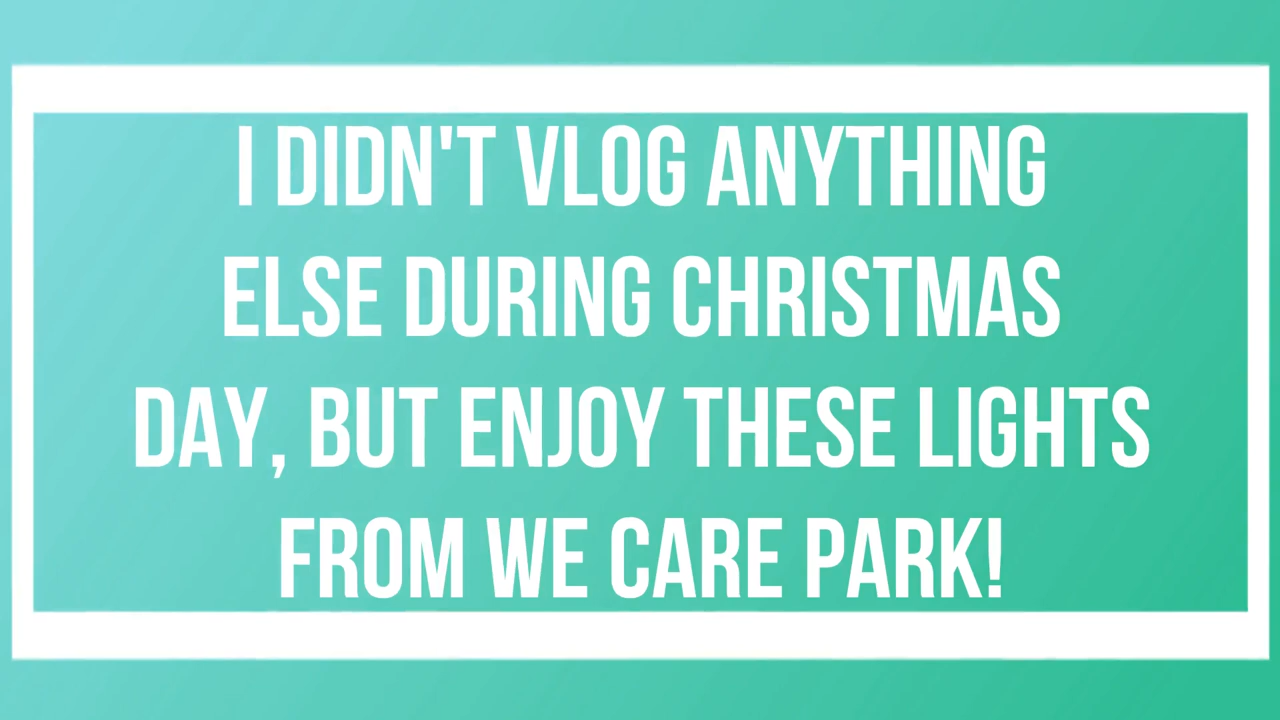 I DIDN'T VLOG ANYTHING
ELSE DURING CHRISTMAS
DAY, BUT ENJOY THESE LIGHTS
FROM WE CARE PARK!